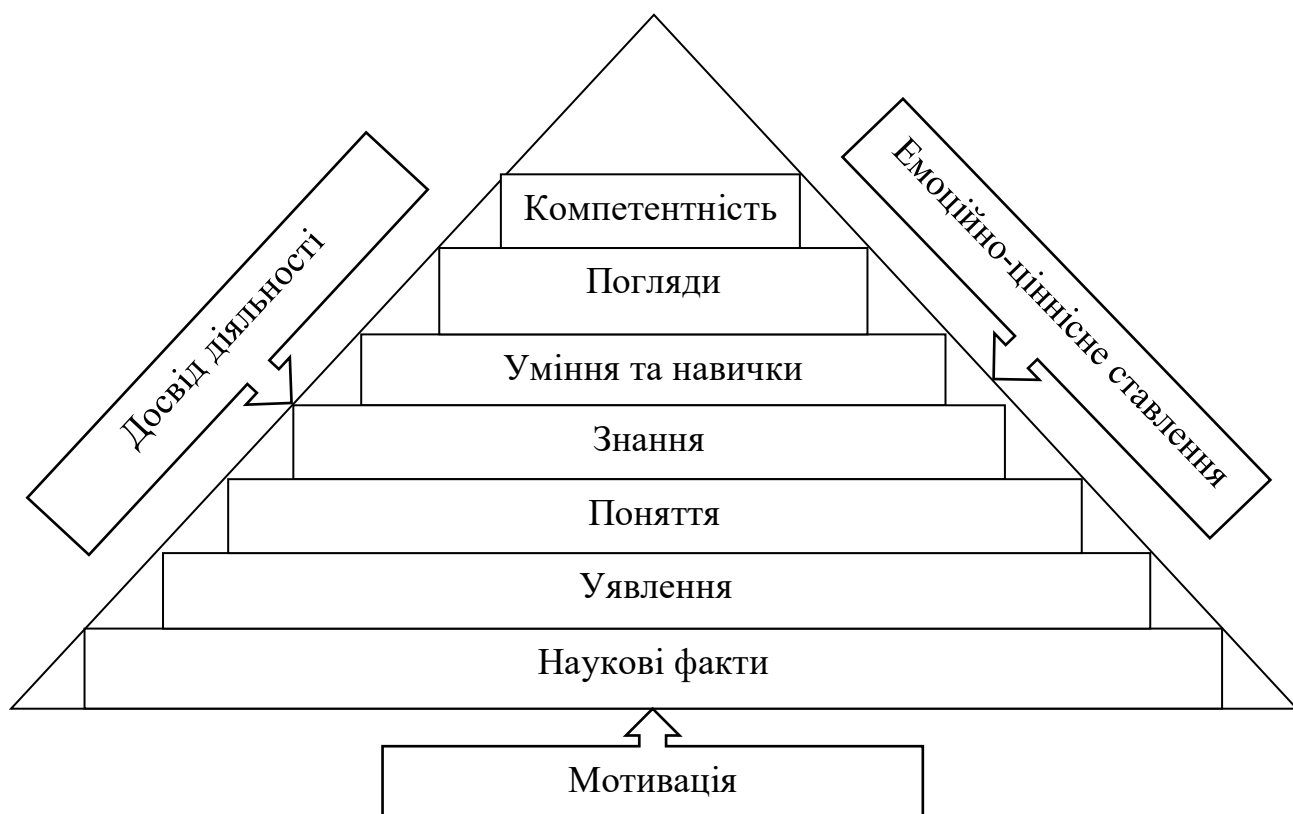 Компетентність
Погляди
Уміння та навички
Знання
Поняття
Уявлення
Наукові факти
Мотивація
Досвід діяльності
Емоційно-ціннісне ставлення